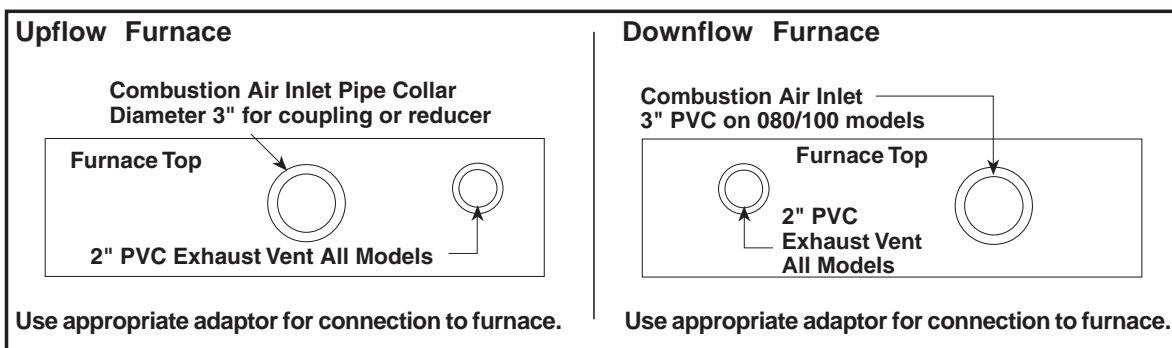 Upflow Furnace
Combustion Air Inlet Pipe Collar
Diameter 3" for coupling or reducer
Furnace Top
2" PVC Exhaust Vent All Models
Use appropriate adaptor for connection to furnace.
Downflow Furnace
Combustion Air Inlet
3" PVC on 080/100 models
Furnace Top
2" PVC
Exhaust Vent
All Models
Use appropriate adaptor for connection to furnace.